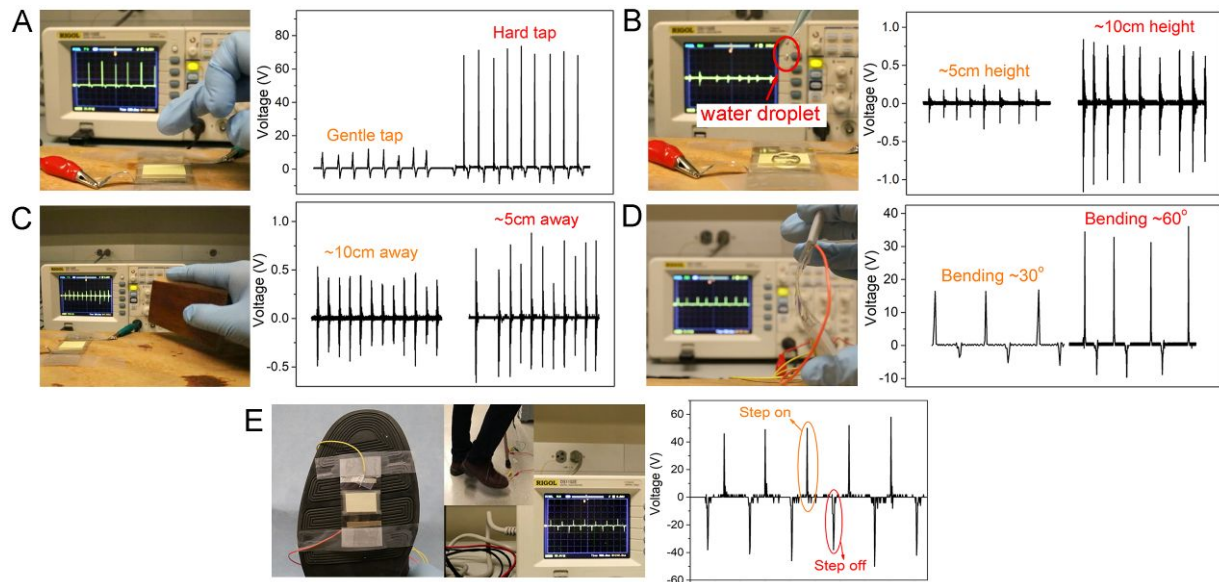 A
RIGOL
Voltage (V)
80
60
40
20
0
Gentle tap
Hard tap
B
RIGOL
water droplet
Voltage (V)
1.0
0.5
0.0
-0.5
-1.0
~5cm height
~10cm height
C
Voltage (V)
1.0
0.5
0.0
-0.5
~10cm away
~5cm away
D
Voltage (V)
40
30
20
10
0
-10
Bending ~30°
Bending ~60°
E
RIGOL
Voltage (V)
60
40
20
0
-20
-40
-60
Step on
Step off